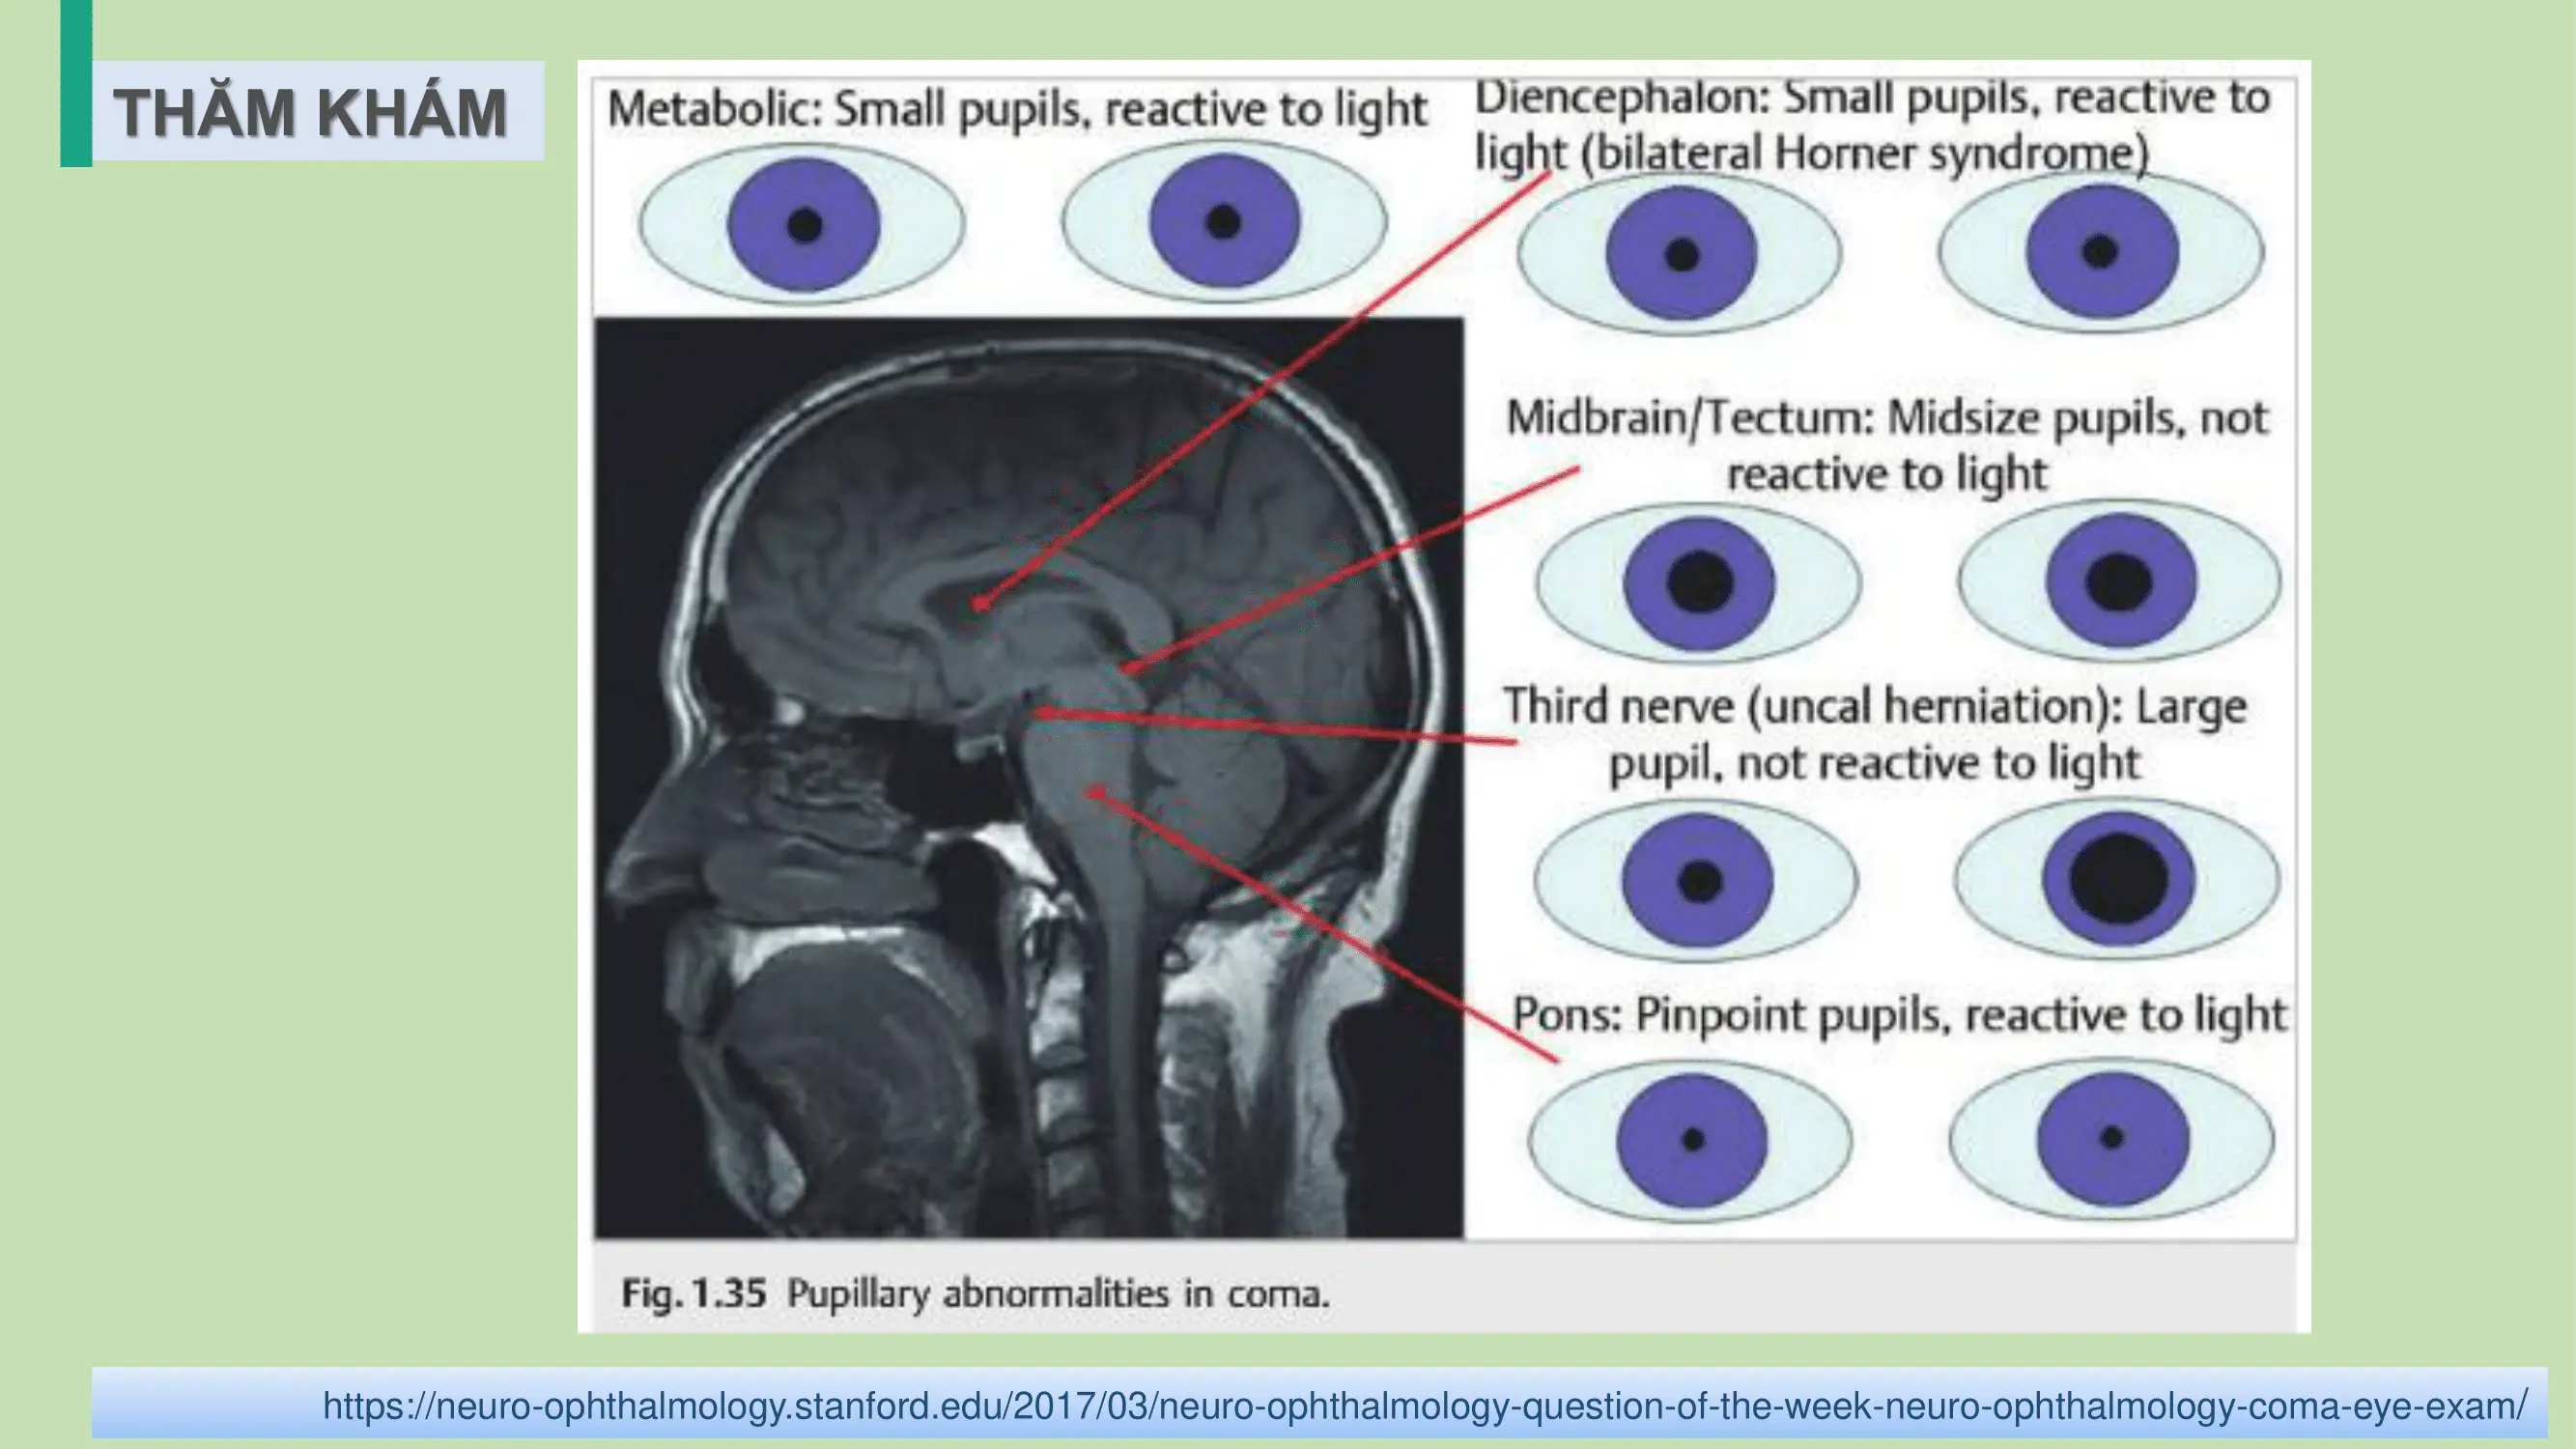 THĂM KHÁM
Metabolic: Small pupils, reactive to light
Diencephalon: Small pupils, reactive to
light (bilateral Horner syndrome)
Midbrain/Tectum: Midsize pupils, not
reactive to light
Third nerve (uncal herniation): Large
pupil, not reactive to light
Pons: Pinpoint pupils, reactive to light
Fig. 1.35 Pupillary abnormalities in coma.
https://neuro-ophthalmology.stanford.edu/2017/03/neuro-ophthalmology-question-of-the-week-neuro-ophthalmology-coma-eye-exam/